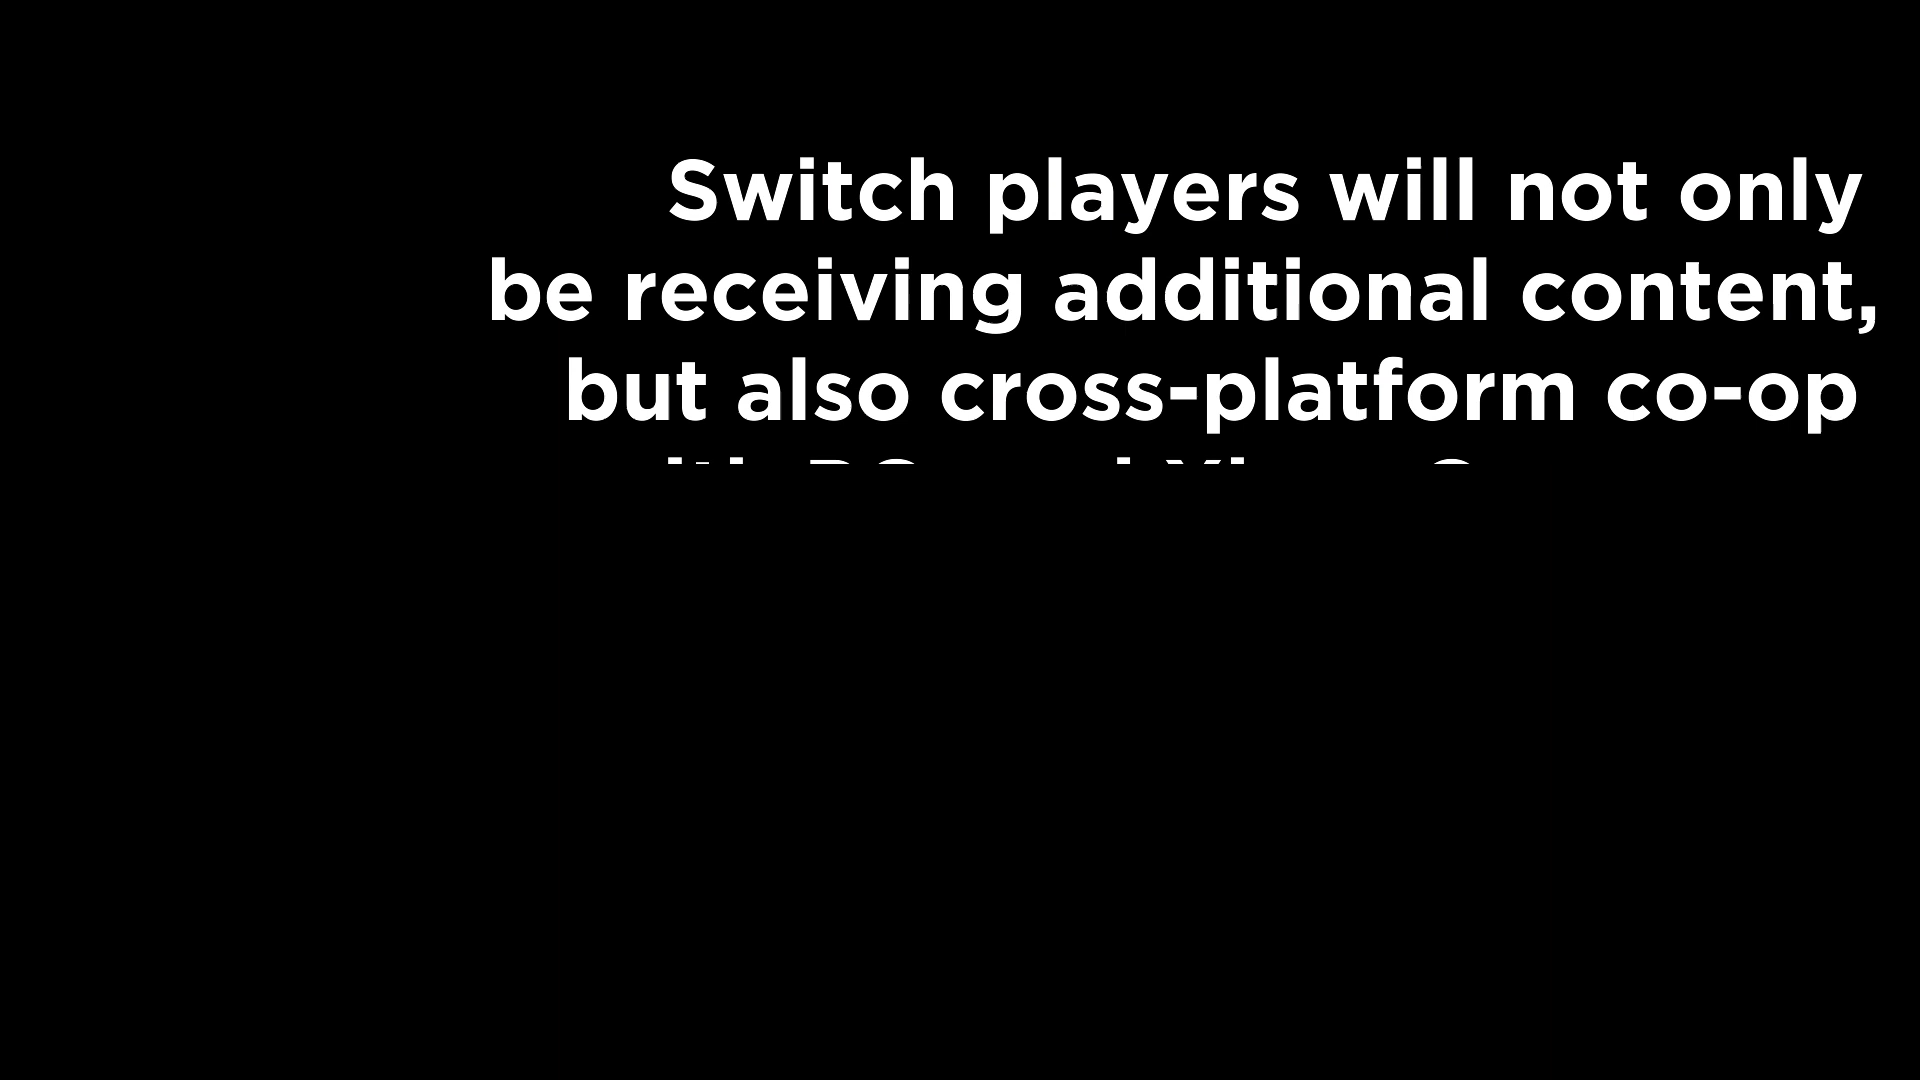 Switch players will not only
be receiving additional content,
but also cross-platform co-op